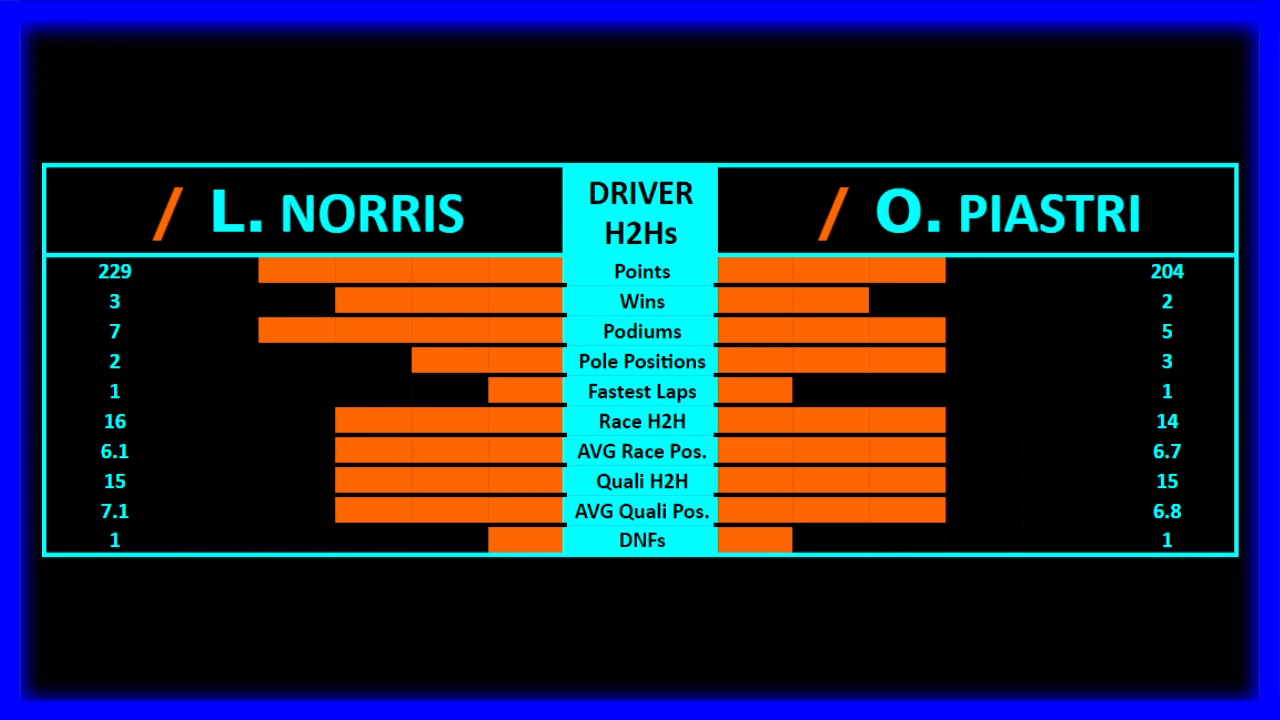 / L. NORRIS DRIVER H2Hs / O. PIASTRI
229 Points 204
3 Wins 2
7 Podiums 5
2 Pole Positions 3
1 Fastest Laps 1
16 Race H2H 14
6.1 AVG Race Pos. 6.7
15 Quali H2H 15
7.1 AVG Quali Pos. 6.8
1 DNFs 1